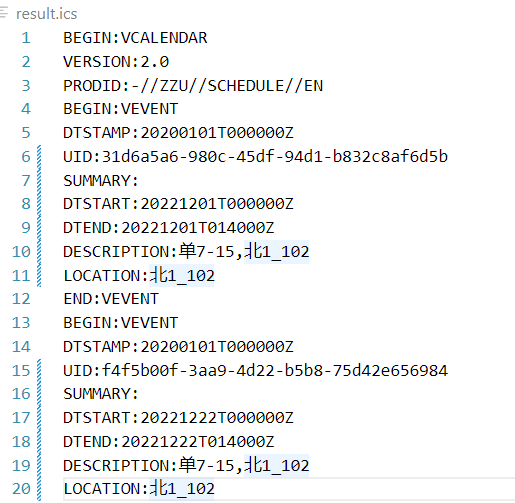 result.ics
1 BEGIN:VCALENDAR
2 VERSION:2.0
3 PRODID:-//ZZU//SCHEDULE//EN
4 BEGIN:VEVENT
5 DTSTAMP:20200101T000000Z
6 UID:31d6a5a6-980c-45df-94d1-b832c8af6d5b
7 SUMMARY:
8 DTSTART:20221201T000000Z
9 DTEND:20221201T014000Z
10 DESCRIPTION:单7-15,北1_102
11 LOCATION:北1_102
12 END:VEVENT
13 BEGIN:VEVENT
14 DTSTAMP:20200101T000000Z
15 UID:f4f5b00f-3aa9-4d22-b5b8-75d42e656984
16 SUMMARY:
17 DTSTART:20221222T000000Z
18 DTEND:20221222T014000Z
19 DESCRIPTION:单7-15,北1_102
20 LOCATION:北1_102